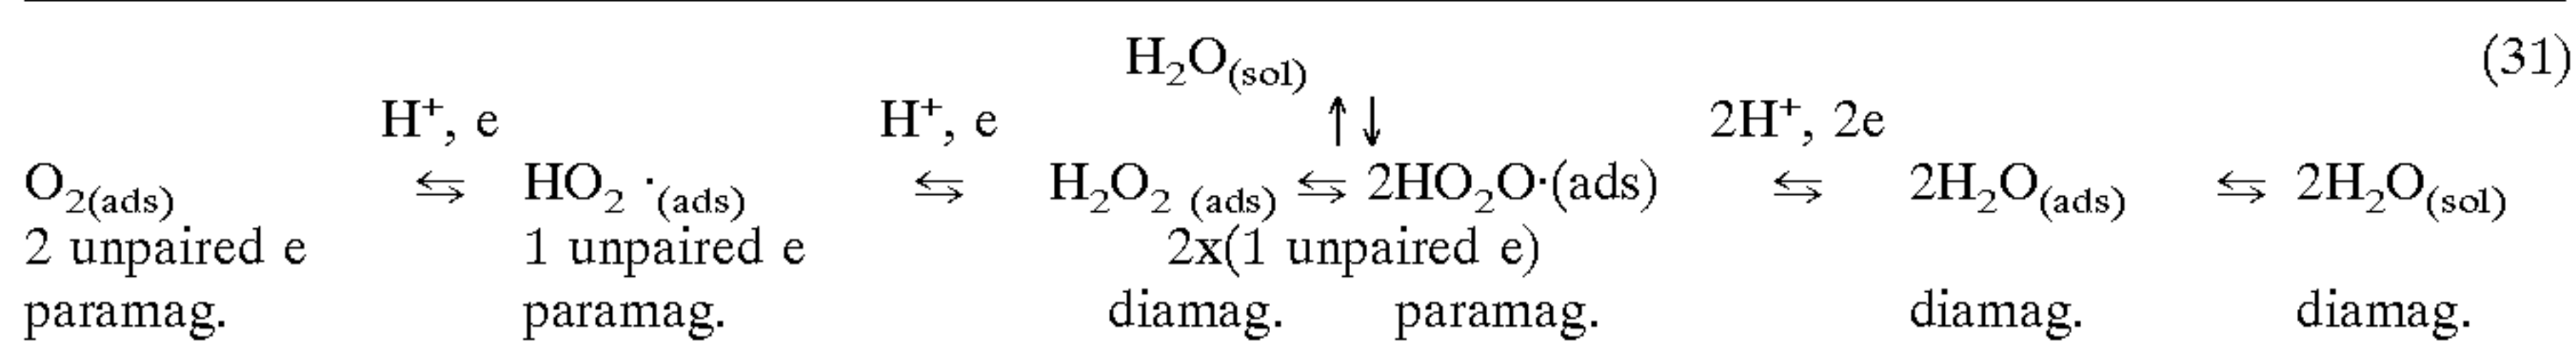 H₂O₍sol₎ (31)
H⁺, e H⁺, e ↑↓ 2H⁺, 2e
O₂(ads) ⇆ HO₂ ·(ads) ⇆ H₂O₂ (ads) ⇆ 2HO₂O·(ads) ⇆ 2H₂O(ads) ⇆ 2H₂O(sol)
2 unpaired e 1 unpaired e 2x(1 unpaired e)
paramag. paramag. diamag. paramag. diamag. diamag.